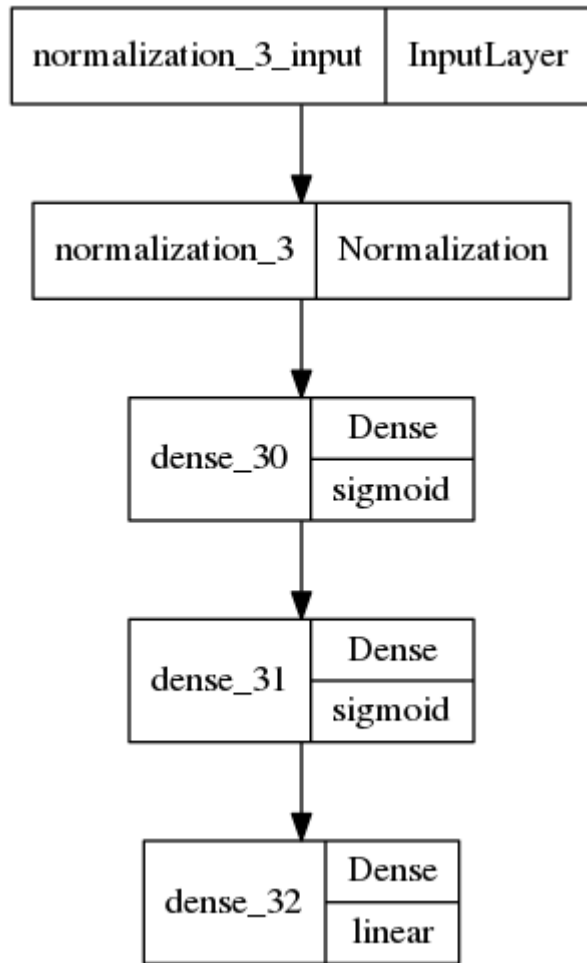 normalization_3_input InputLayer
normalization_3 Normalization
dense_30 Dense
sigmoid
dense_31 Dense
sigmoid
dense_32 Dense
linear